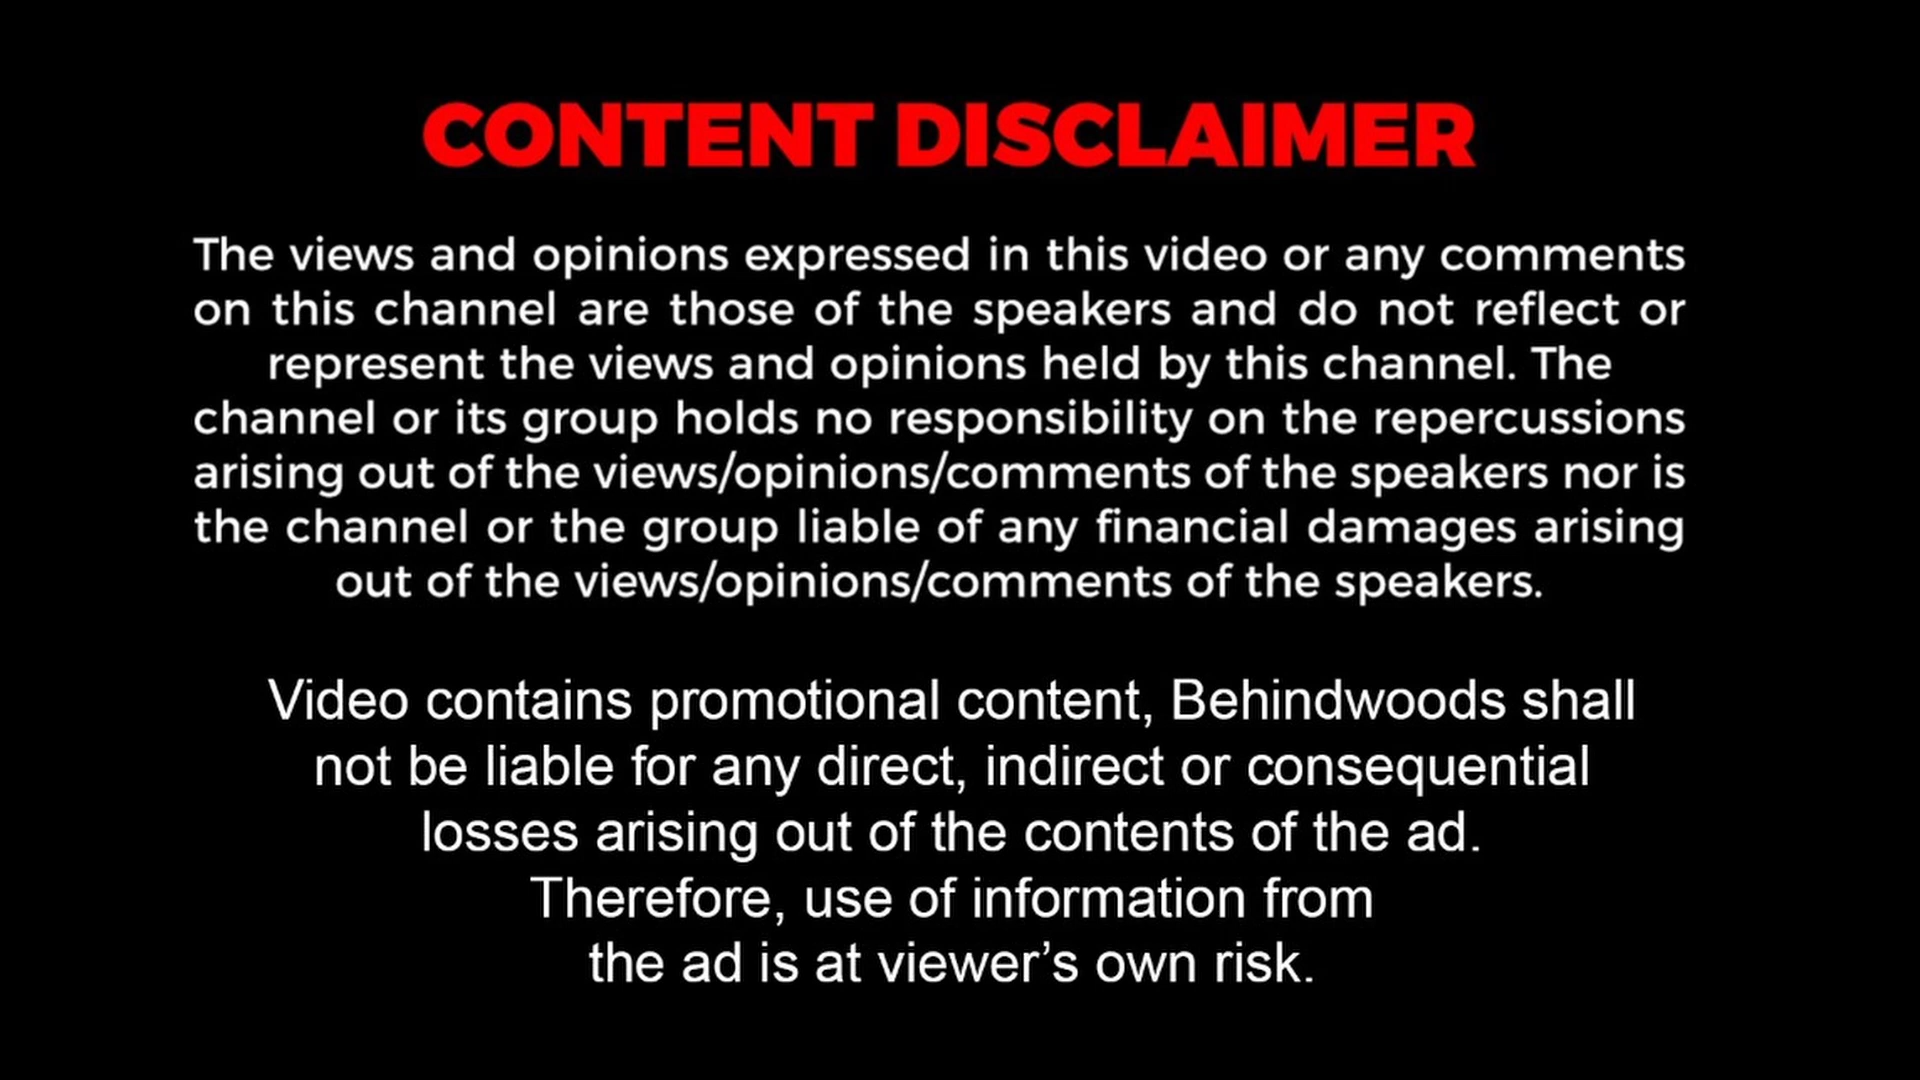 CONTENT DISCLAIMER
The views and opinions expressed in this video or any comments
on this channel are those of the speakers and do not reflect or
represent the views and opinions held by this channel. The
channel or its group holds no responsibility on the repercussions
arising out of the views/opinions/comments of the speakers nor is
the channel or the group liable of any financial damages arising
out of the views/opinions/comments of the speakers.
Video contains promotional content, Behindwoods shall
not be liable for any direct, indirect or consequential
losses arising out of the contents of the ad.
Therefore, use of information from
the ad is at viewer’s own risk.